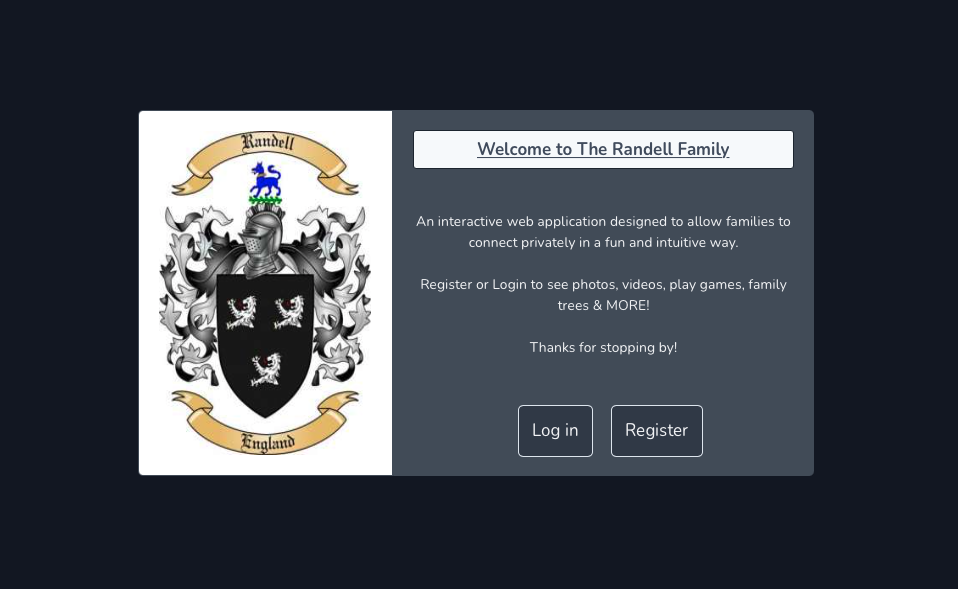 Randell
England
Welcome to The Randell Family
An interactive web application designed to allow families to
connect privately in a fun and intuitive way.
Register or Login to see photos, videos, play games, family
trees & MORE!
Thanks for stopping by!
Log in
Register